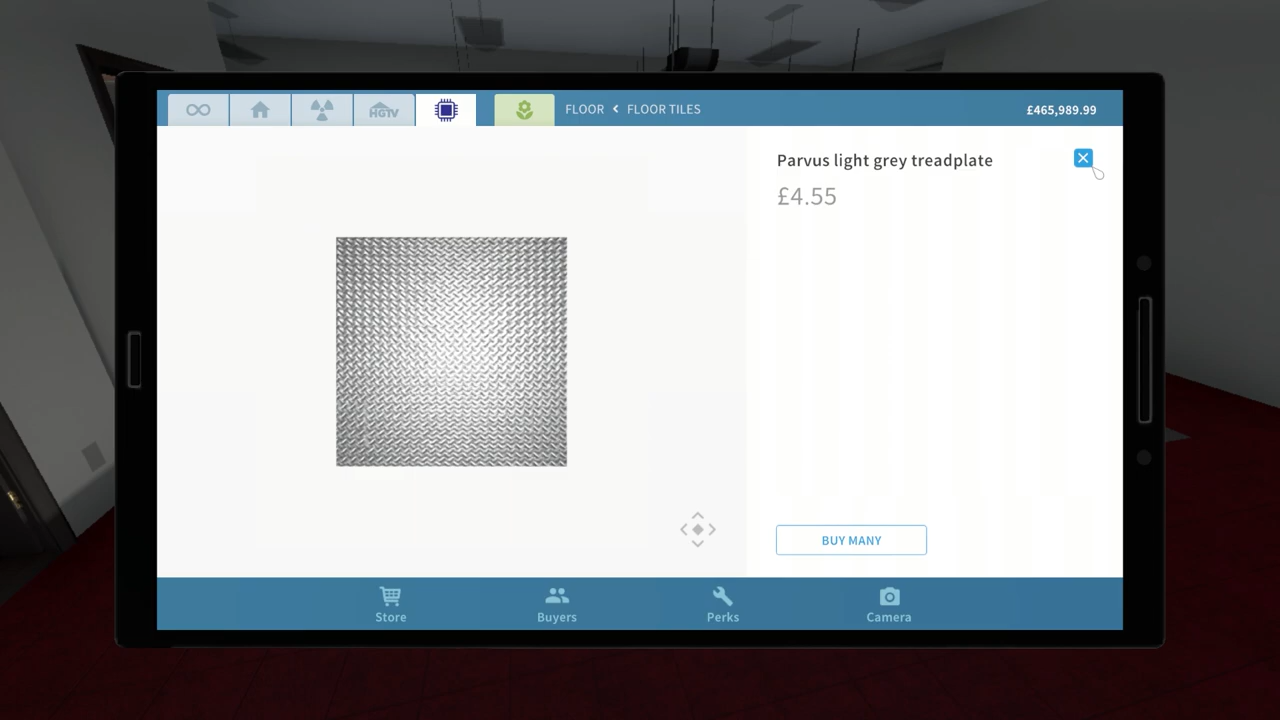 HGTV
FLOOR < FLOOR TILES
£465,989.99
Parvus light grey treadplate
£4.55
BUY MANY
Store
Buyers
Perks
Camera